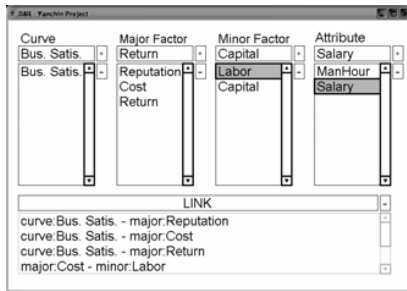 DAR - Yanchin Project
Curve Major Factor Minor Factor Attribute
Bus. Satis. + Return + Capital + Salary +
Bus. Satis. - Reputation - Labor - ManHour -
Cost Capital Salary
Return
LINK -
curve:Bus. Satis. - major:Reputation
curve:Bus. Satis. - major:Cost
curve:Bus. Satis. - major:Return
major:Cost - minor:Labor